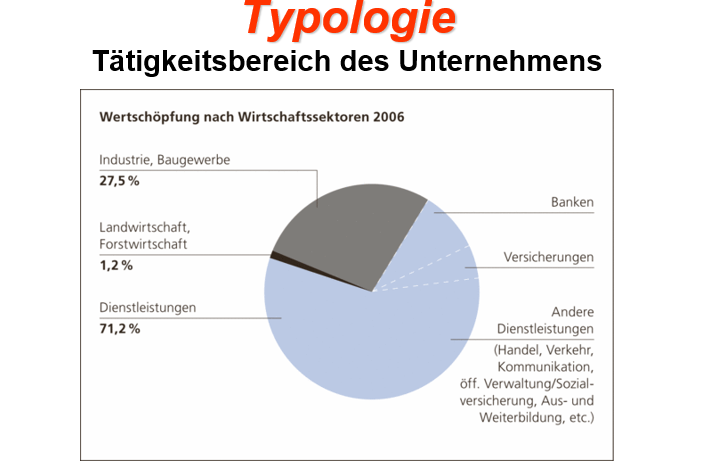 Typologie
Tätigkeitsbereich des Unternehmens
Wertschöpfung nach Wirtschaftssektoren 2006
Industrie, Baugewerbe
27,5 %
Landwirtschaft,
Forstwirtschaft
1,2 %
Dienstleistungen
71,2 %
Banken
Versicherungen
Andere
Dienstleistungen
(Handel, Verkehr,
Kommunikation,
öff. Verwaltung/Sozial-
versicherung, Aus- und
Weiterbildung, etc.)